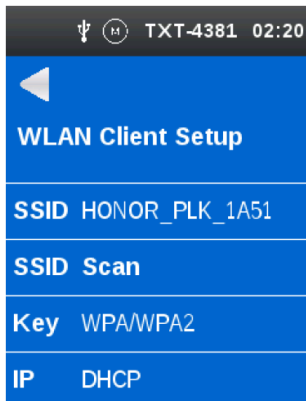 TXT-4381 02:20
WLAN Client Setup
SSID HONOR_PLK_1A51
SSID Scan
Key WPA/WPA2
IP DHCP